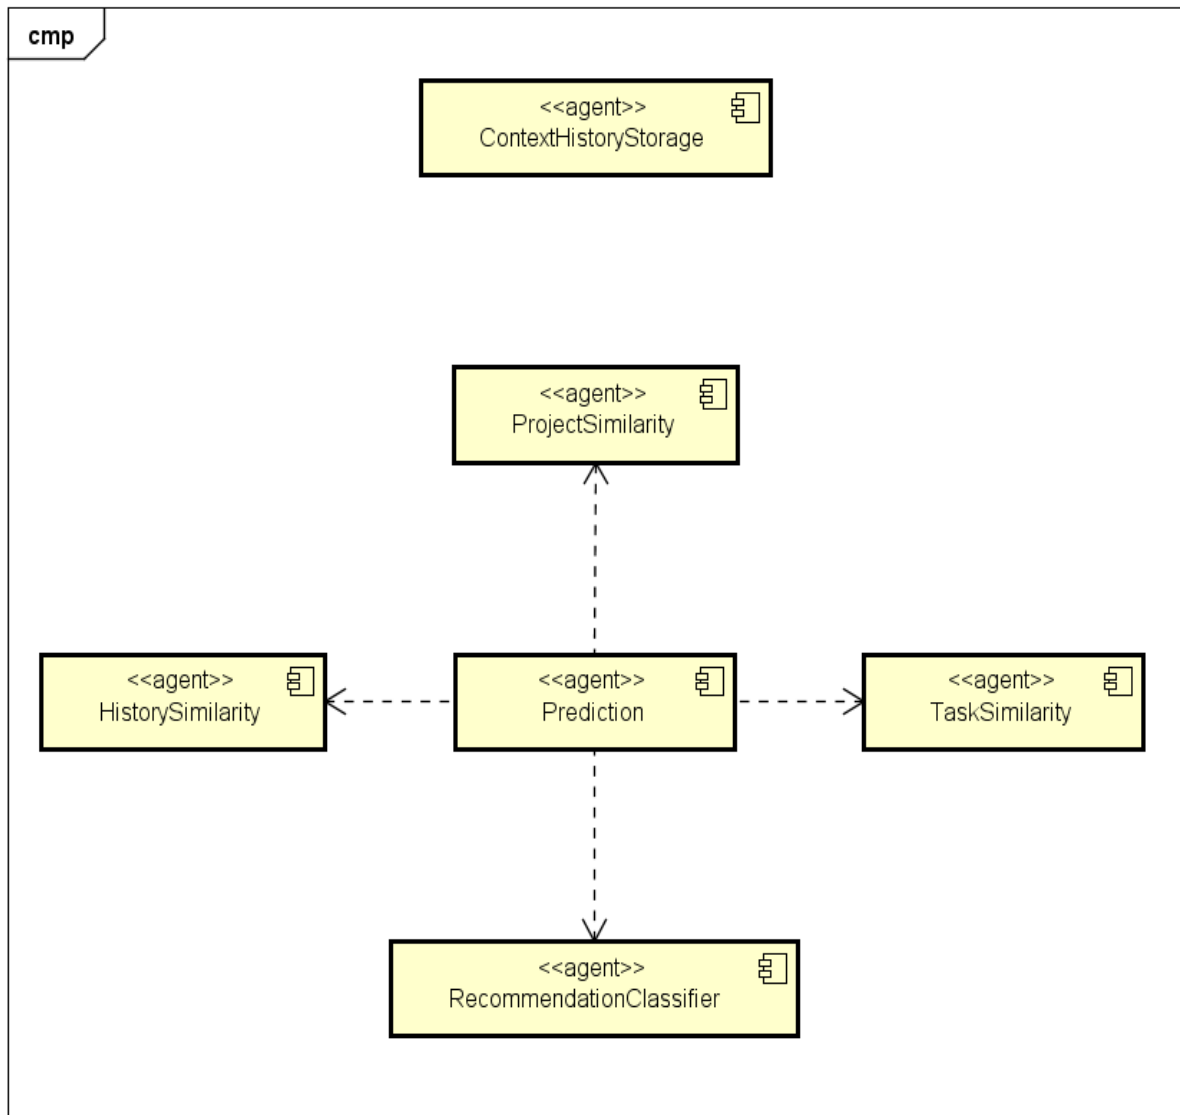 cmp
<<agent>>
ContextHistoryStorage
<<agent>>
ProjectSimilarity
<<agent>>
HistorySimilarity
<<agent>>
Prediction
<<agent>>
TaskSimilarity
<<agent>>
RecommendationClassifier